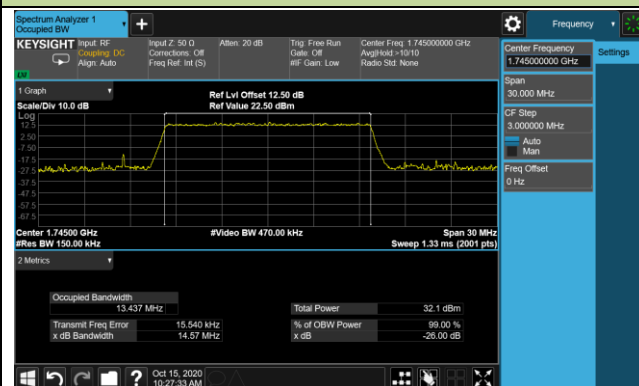 Spectrum Analyzer 1
Occupied BW
+
Frequency
KEYSIGHT Input: RF Input Z: 50 Ω Atten: 20 dB Trig: Free Run Center Freq: 1.745000000 GHz
Coupling: DC Corrections: Off Gate: Off Avg|Hold:>10/10
Align: Auto Freq Ref: Int (S) #IF Gain: Low Radio Std: None
LXI
Center Frequency
1.745000000 GHz
Settings
Span
30.000 MHz
CF Step
3.000000 MHz
Auto
Man
Freq Offset
0 Hz
1 Graph
Ref Lvl Offset 12.50 dB
Scale/Div 10.0 dB Ref Value 22.50 dBm
Log
12.5
2.50
-7.50
-17.5
-27.5
-37.5
-47.5
-57.5
-67.5
Center 1.74500 GHz #Video BW 470.00 kHz Span 30 MHz
#Res BW 150.00 kHz Sweep 1.33 ms (2001 pts)
2 Metrics
Occupied Bandwidth
13.437 MHz Total Power 32.1 dBm
Transmit Freq Error 15.540 kHz % of OBW Power 99.00 %
x dB Bandwidth 14.57 MHz x dB -26.00 dB
? Oct 15, 2020
10:27:33 AM